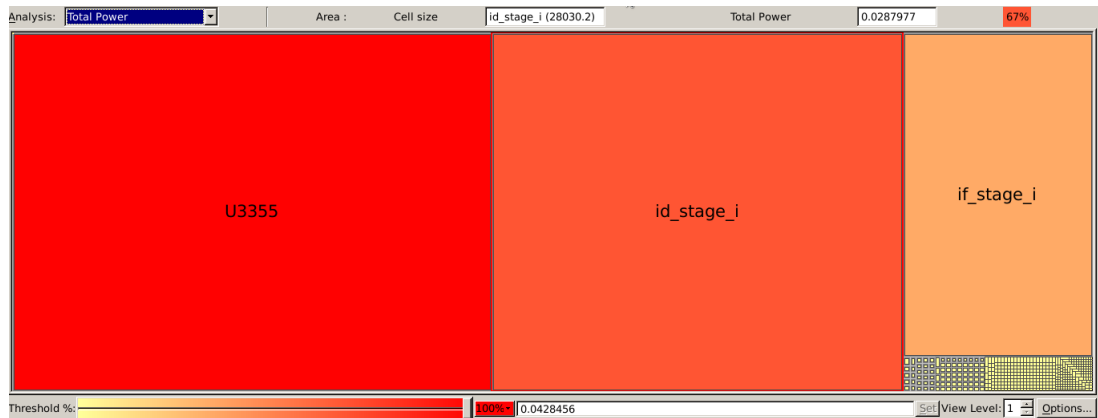 Analysis: Total Power Area : Cell size id_stage_i (28030.2) Total Power 0.0287977 67%
U3355
id_stage_i
if_stage_i
Threshold %: 100% 0.0428456 Set View Level: 1 Options...